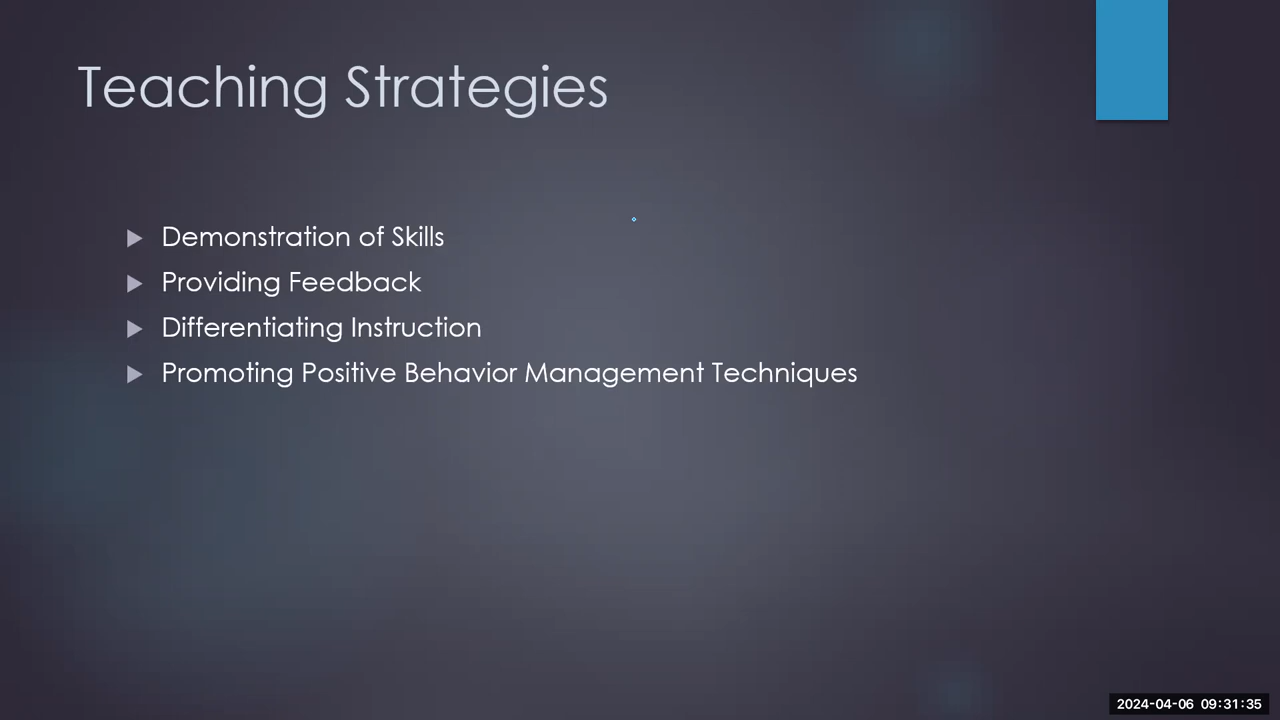 Teaching Strategies
Demonstration of Skills
Providing Feedback
Differentiating Instruction
Promoting Positive Behavior Management Techniques
2024-04-06 09:31:35